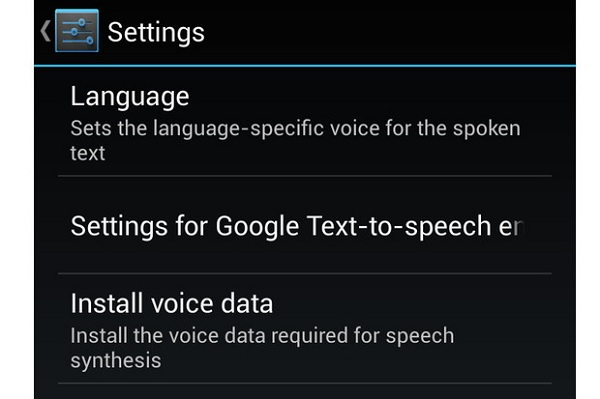 Settings
Language
Sets the language-specific voice for the spoken
text
Settings for Google Text-to-speech en
Install voice data
Install the voice data required for speech
synthesis